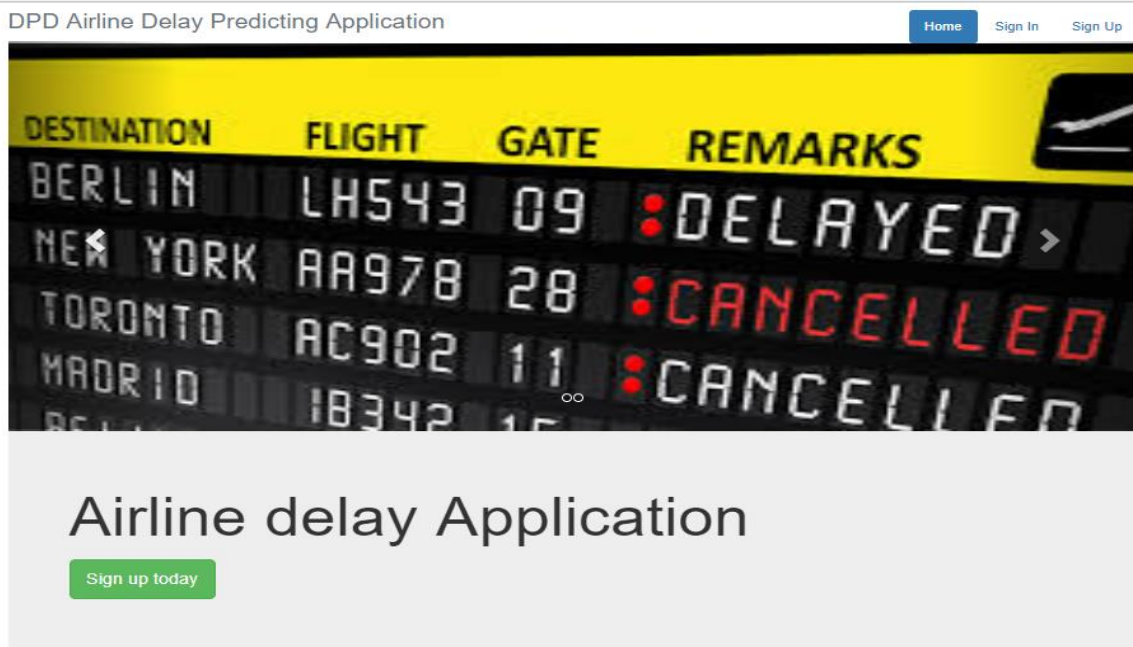 DPD Airline Delay Predicting Application
Home Sign In Sign Up
DESTINATION FLIGHT GATE REMARKS
BERLIN LH543 09 DELAYED
NEW YORK AA978 28 CANCELLED
TORONTO AC902 11 CANCELLED
MADRID IB342
Airline delay Application
Sign up today